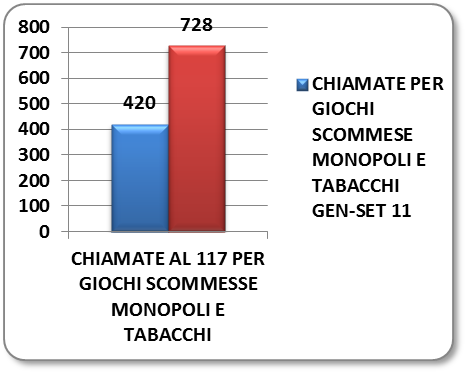 800
700
600
500
400
300
200
100
0
420
728
CHIAMATE AL 117 PER
GIOCHI SCOMMESSE
MONOPOLI E
TABACCHI
CHIAMATE PER
GIOCHI
SCOMMESE
MONOPOLI E
TABACCHI
GEN-SET 11